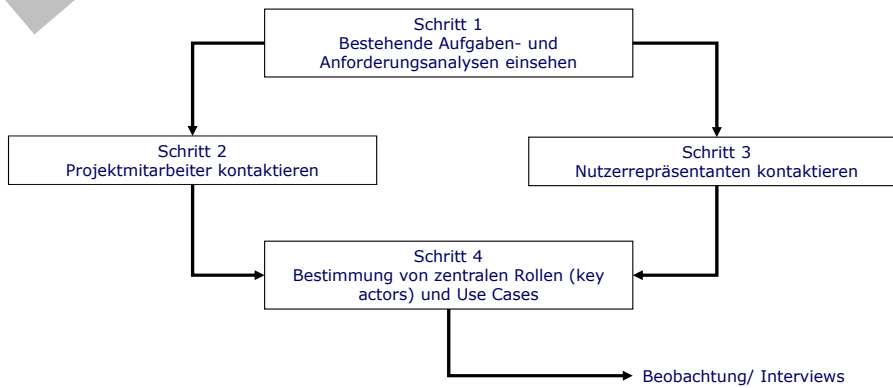 Schritt 1
Bestehende Aufgaben- und
Anforderungsanalysen einsehen
Schritt 2
Projektmitarbeiter kontaktieren
Schritt 3
Nutzerrepräsentanten kontaktieren
Schritt 4
Bestimmung von zentralen Rollen (key
actors) und Use Cases
Beobachtung/ Interviews